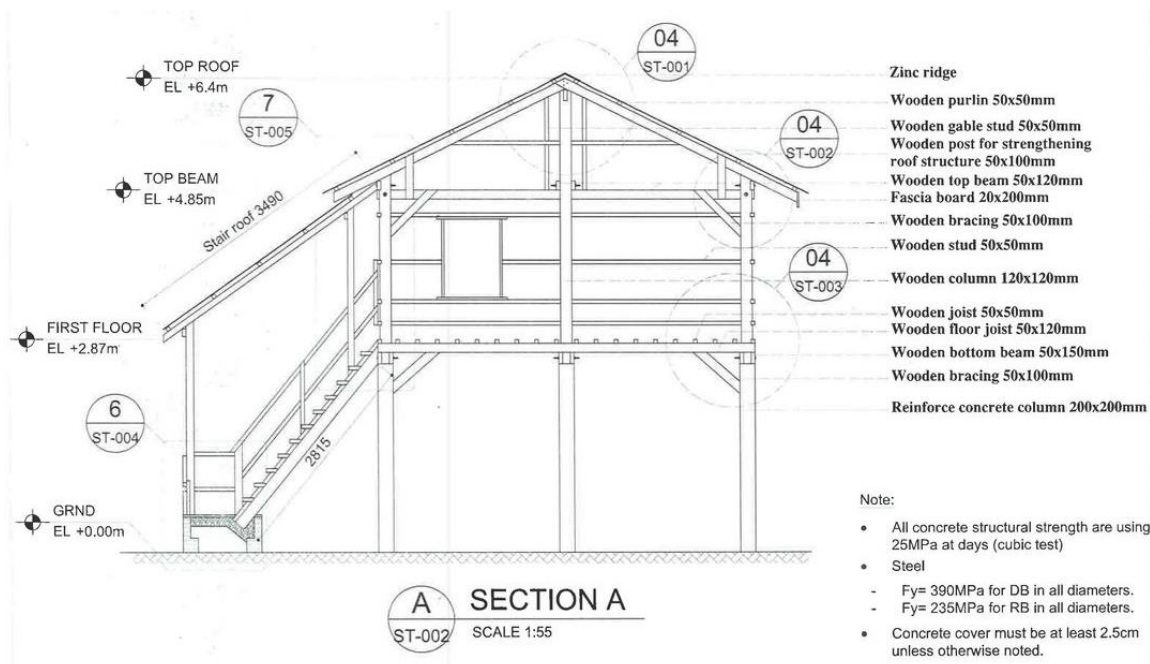 TOP ROOF
EL +6.4m
7
ST-005
TOP BEAM
EL +4.85m
Stair roof 3490
FIRST FLOOR
EL +2.87m
6
ST-004
2815
GRND
EL +0.00m
04
ST-001
04
ST-002
04
ST-003
Zinc ridge
Wooden purlin 50x50mm
Wooden gable stud 50x50mm
Wooden post for strengthening
roof structure 50x100mm
Wooden top beam 50x120mm
Fascia board 20x200mm
Wooden bracing 50x100mm
Wooden stud 50x50mm
Wooden column 120x120mm
Wooden joist 50x50mm
Wooden floor joist 50x120mm
Wooden bottom beam 50x150mm
Wooden bracing 50x100mm
Reinforce concrete column 200x200mm
A
ST-002
SECTION A
SCALE 1:55
Note:
• All concrete structural strength are using
25MPa at days (cubic test)
• Steel
- Fy= 390MPa for DB in all diameters.
- Fy= 235MPa for RB in all diameters.
• Concrete cover must be at least 2.5cm
unless otherwise noted.